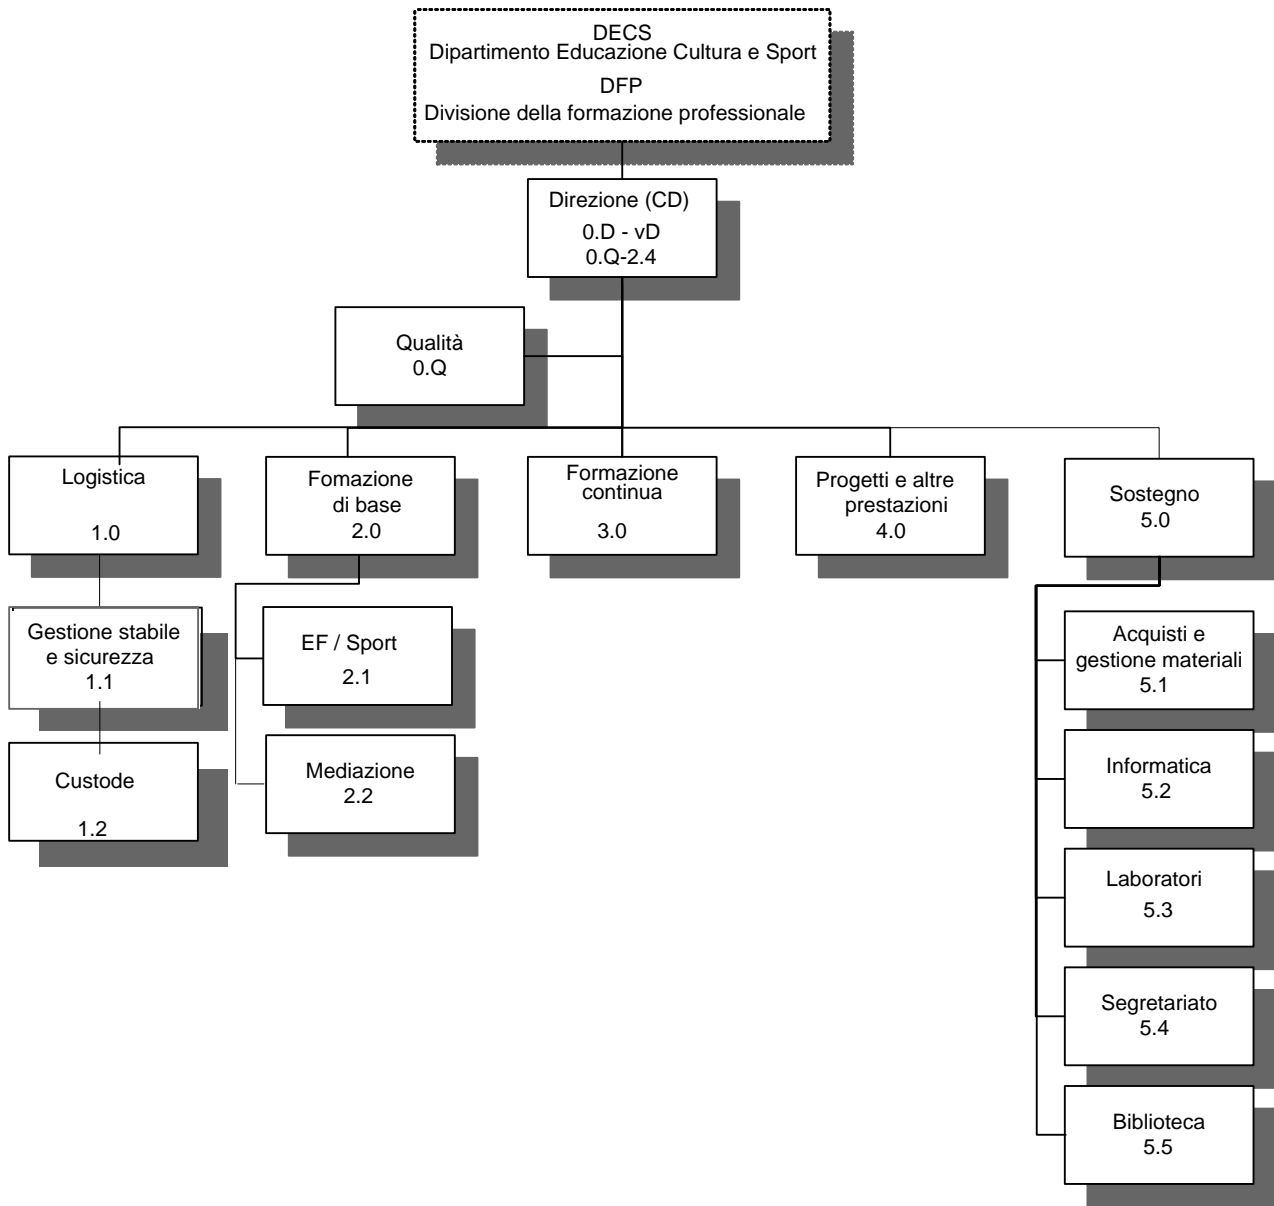 DECS
Dipartimento Educazione Cultura e Sport
DFP
Divisione della formazione professionale
Direzione (CD)
0.D - vD
0.Q-2.4
Qualità
0.Q
Logistica
1.0
Fomazione
di base
2.0
Formazione
continua
3.0
Progetti e altre
prestazioni
4.0
Sostegno
5.0
Gestione stabile
e sicurezza
1.1
EF / Sport
2.1
Acquisti e
gestione materiali
5.1
Custode
1.2
Mediazione
2.2
Informatica
5.2
Laboratori
5.3
Segretariato
5.4
Biblioteca
5.5